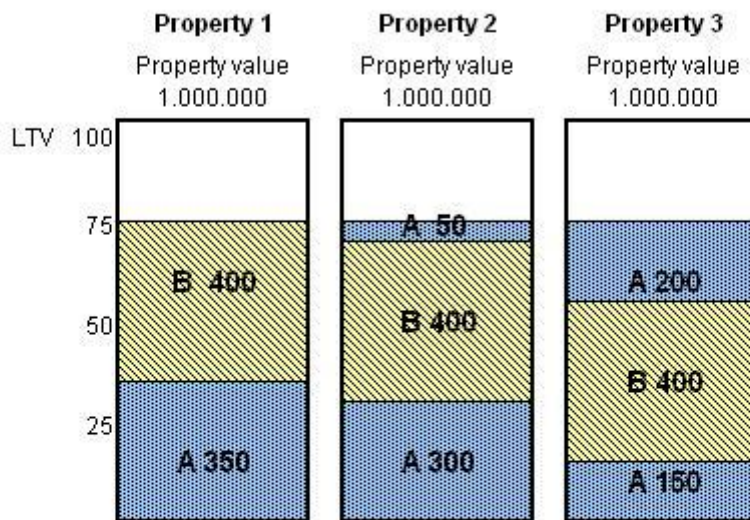 Property 1
Property value
1.000.000
Property 2
Property value
1.000.000
Property 3
Property value
1.000.000
LTV 100
75
50
25
B 400
A 350
A 50
B 400
A 300
A 200
B 400
A 150